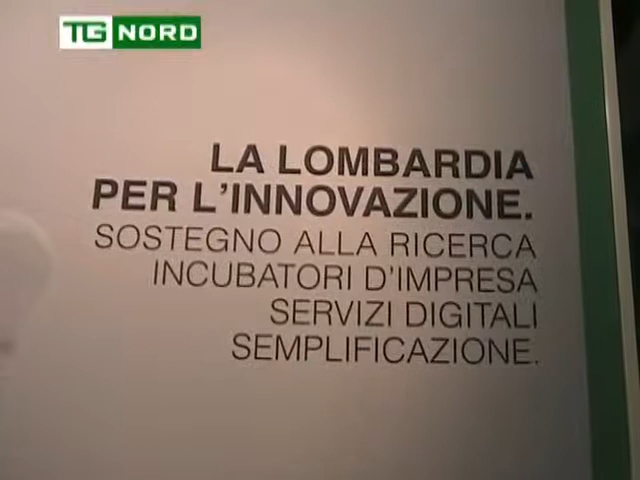 TG NORD
LA LOMBARDIA
PER L'INNOVAZIONE.
SOSTEGNO ALLA RICERCA
INCUBATORI D'IMPRESA
SERVIZI DIGITALI
SEMPLIFICAZIONE.